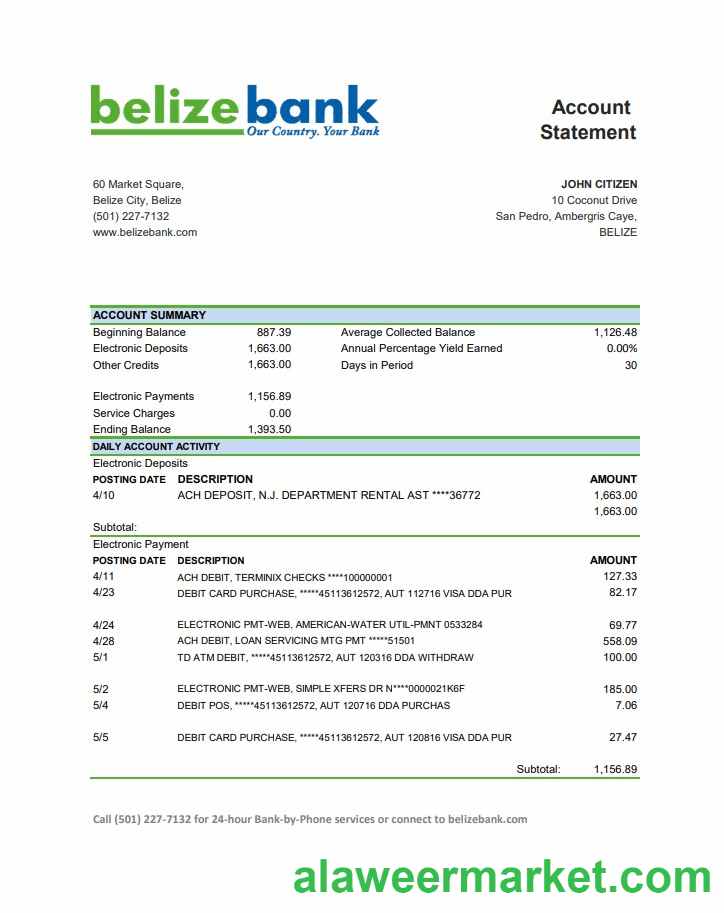 belizebank
Our Country. Your Bank
Account
Statement
60 Market Square,
Belize City, Belize
(501) 227-7132
www.belizebank.com
JOHN CITIZEN
10 Coconut Drive
San Pedro, Ambergris Caye,
BELIZE
ACCOUNT SUMMARY
Beginning Balance 887.39 Average Collected Balance 1,126.48
Electronic Deposits 1,663.00 Annual Percentage Yield Earned 0.00%
Other Credits 1,663.00 Days in Period 30
Electronic Payments 1,156.89
Service Charges 0.00
Ending Balance 1,393.50
DAILY ACCOUNT ACTIVITY
Electronic Deposits
POSTING DATE DESCRIPTION AMOUNT
4/10 ACH DEPOSIT, N.J. DEPARTMENT RENTAL AST ****36772 1,663.00
1,663.00
Subtotal:
Electronic Payment
POSTING DATE DESCRIPTION AMOUNT
4/11 ACH DEBIT, TERMINIX CHECKS ****100000001 127.33
4/23 DEBIT CARD PURCHASE, *****45113612572, AUT 112716 VISA DDA PUR 82.17
4/24 ELECTRONIC PMT-WEB, AMERICAN-WATER UTIL-PMNT 0533284 69.77
4/28 ACH DEBIT, LOAN SERVICING MTG PMT *****51501 558.09
5/1 TD ATM DEBIT, *****45113612572, AUT 120316 DDA WITHDRAW 100.00
5/2 ELECTRONIC PMT-WEB, SIMPLE XFERS DR N****0000021K6F 185.00
5/4 DEBIT POS, *****45113612572, AUT 120716 DDA PURCHAS 7.06
5/5 DEBIT CARD PURCHASE, *****45113612572, AUT 120816 VISA DDA PUR 27.47
Subtotal: 1,156.89
Call (501) 227-7132 for 24-hour Bank-by-Phone services or connect to belizebank.com
alaweermarket.com